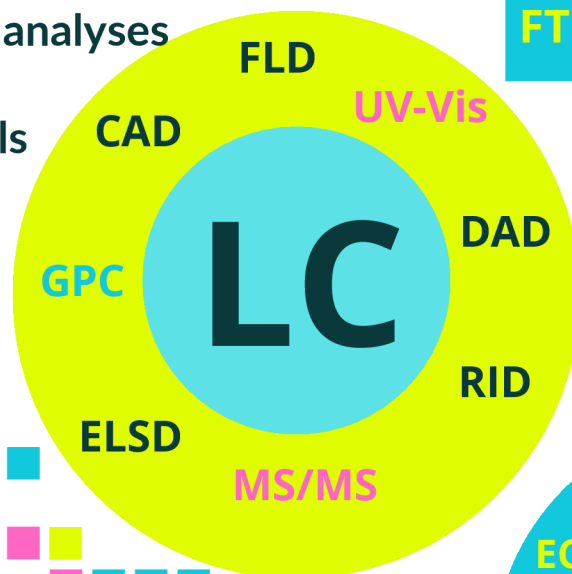 analyses
FT
FLD
UV-Vis
CAD
ls
DAD
LC
GPC
RID
ELSD
MS/MS